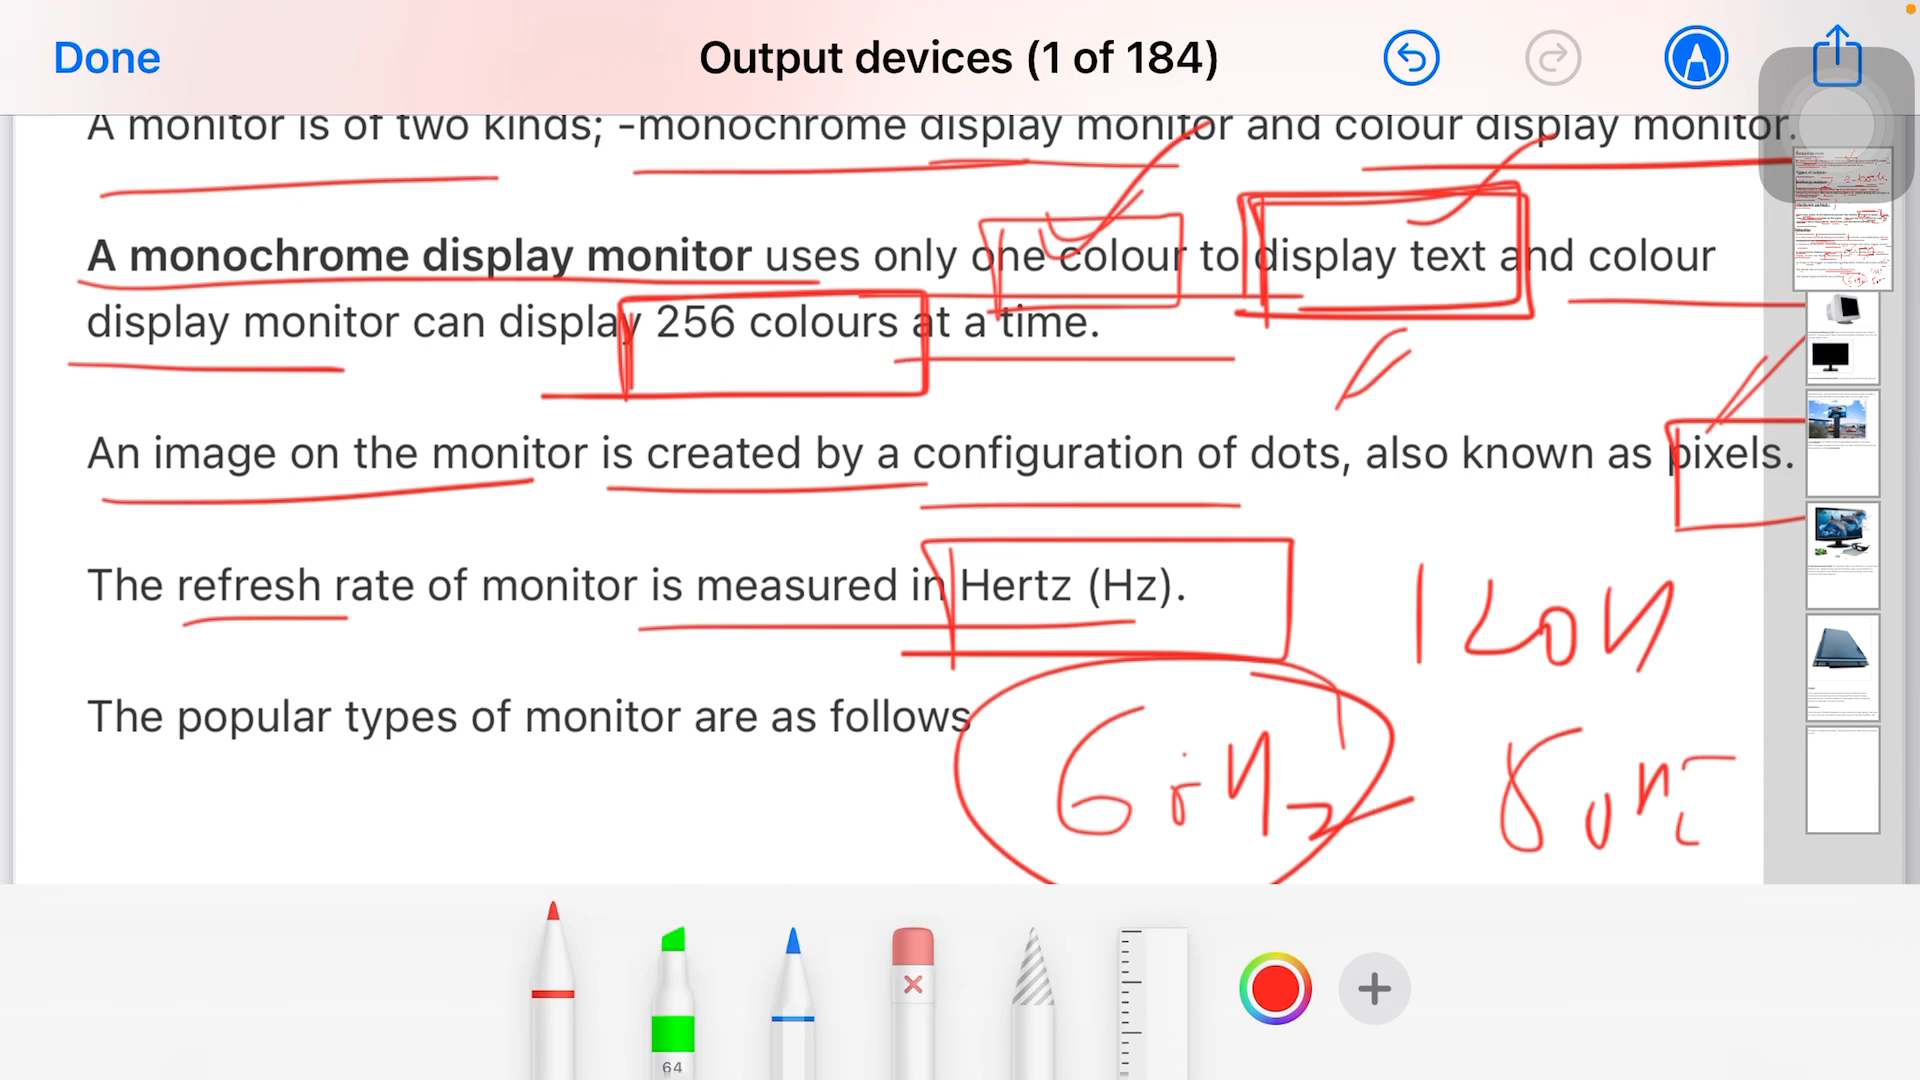 Done
Output devices (1 of 184)
A monitor is of two kinds; -monochrome display monitor and colour display monitor.
A monochrome display monitor uses only one colour to display text and colour
display monitor can display 256 colours at a time.
An image on the monitor is created by a configuration of dots, also known as pixels.
The refresh rate of monitor is measured in Hertz (Hz).
120H
The popular types of monitor are as follows
60Hz
80Hz
64